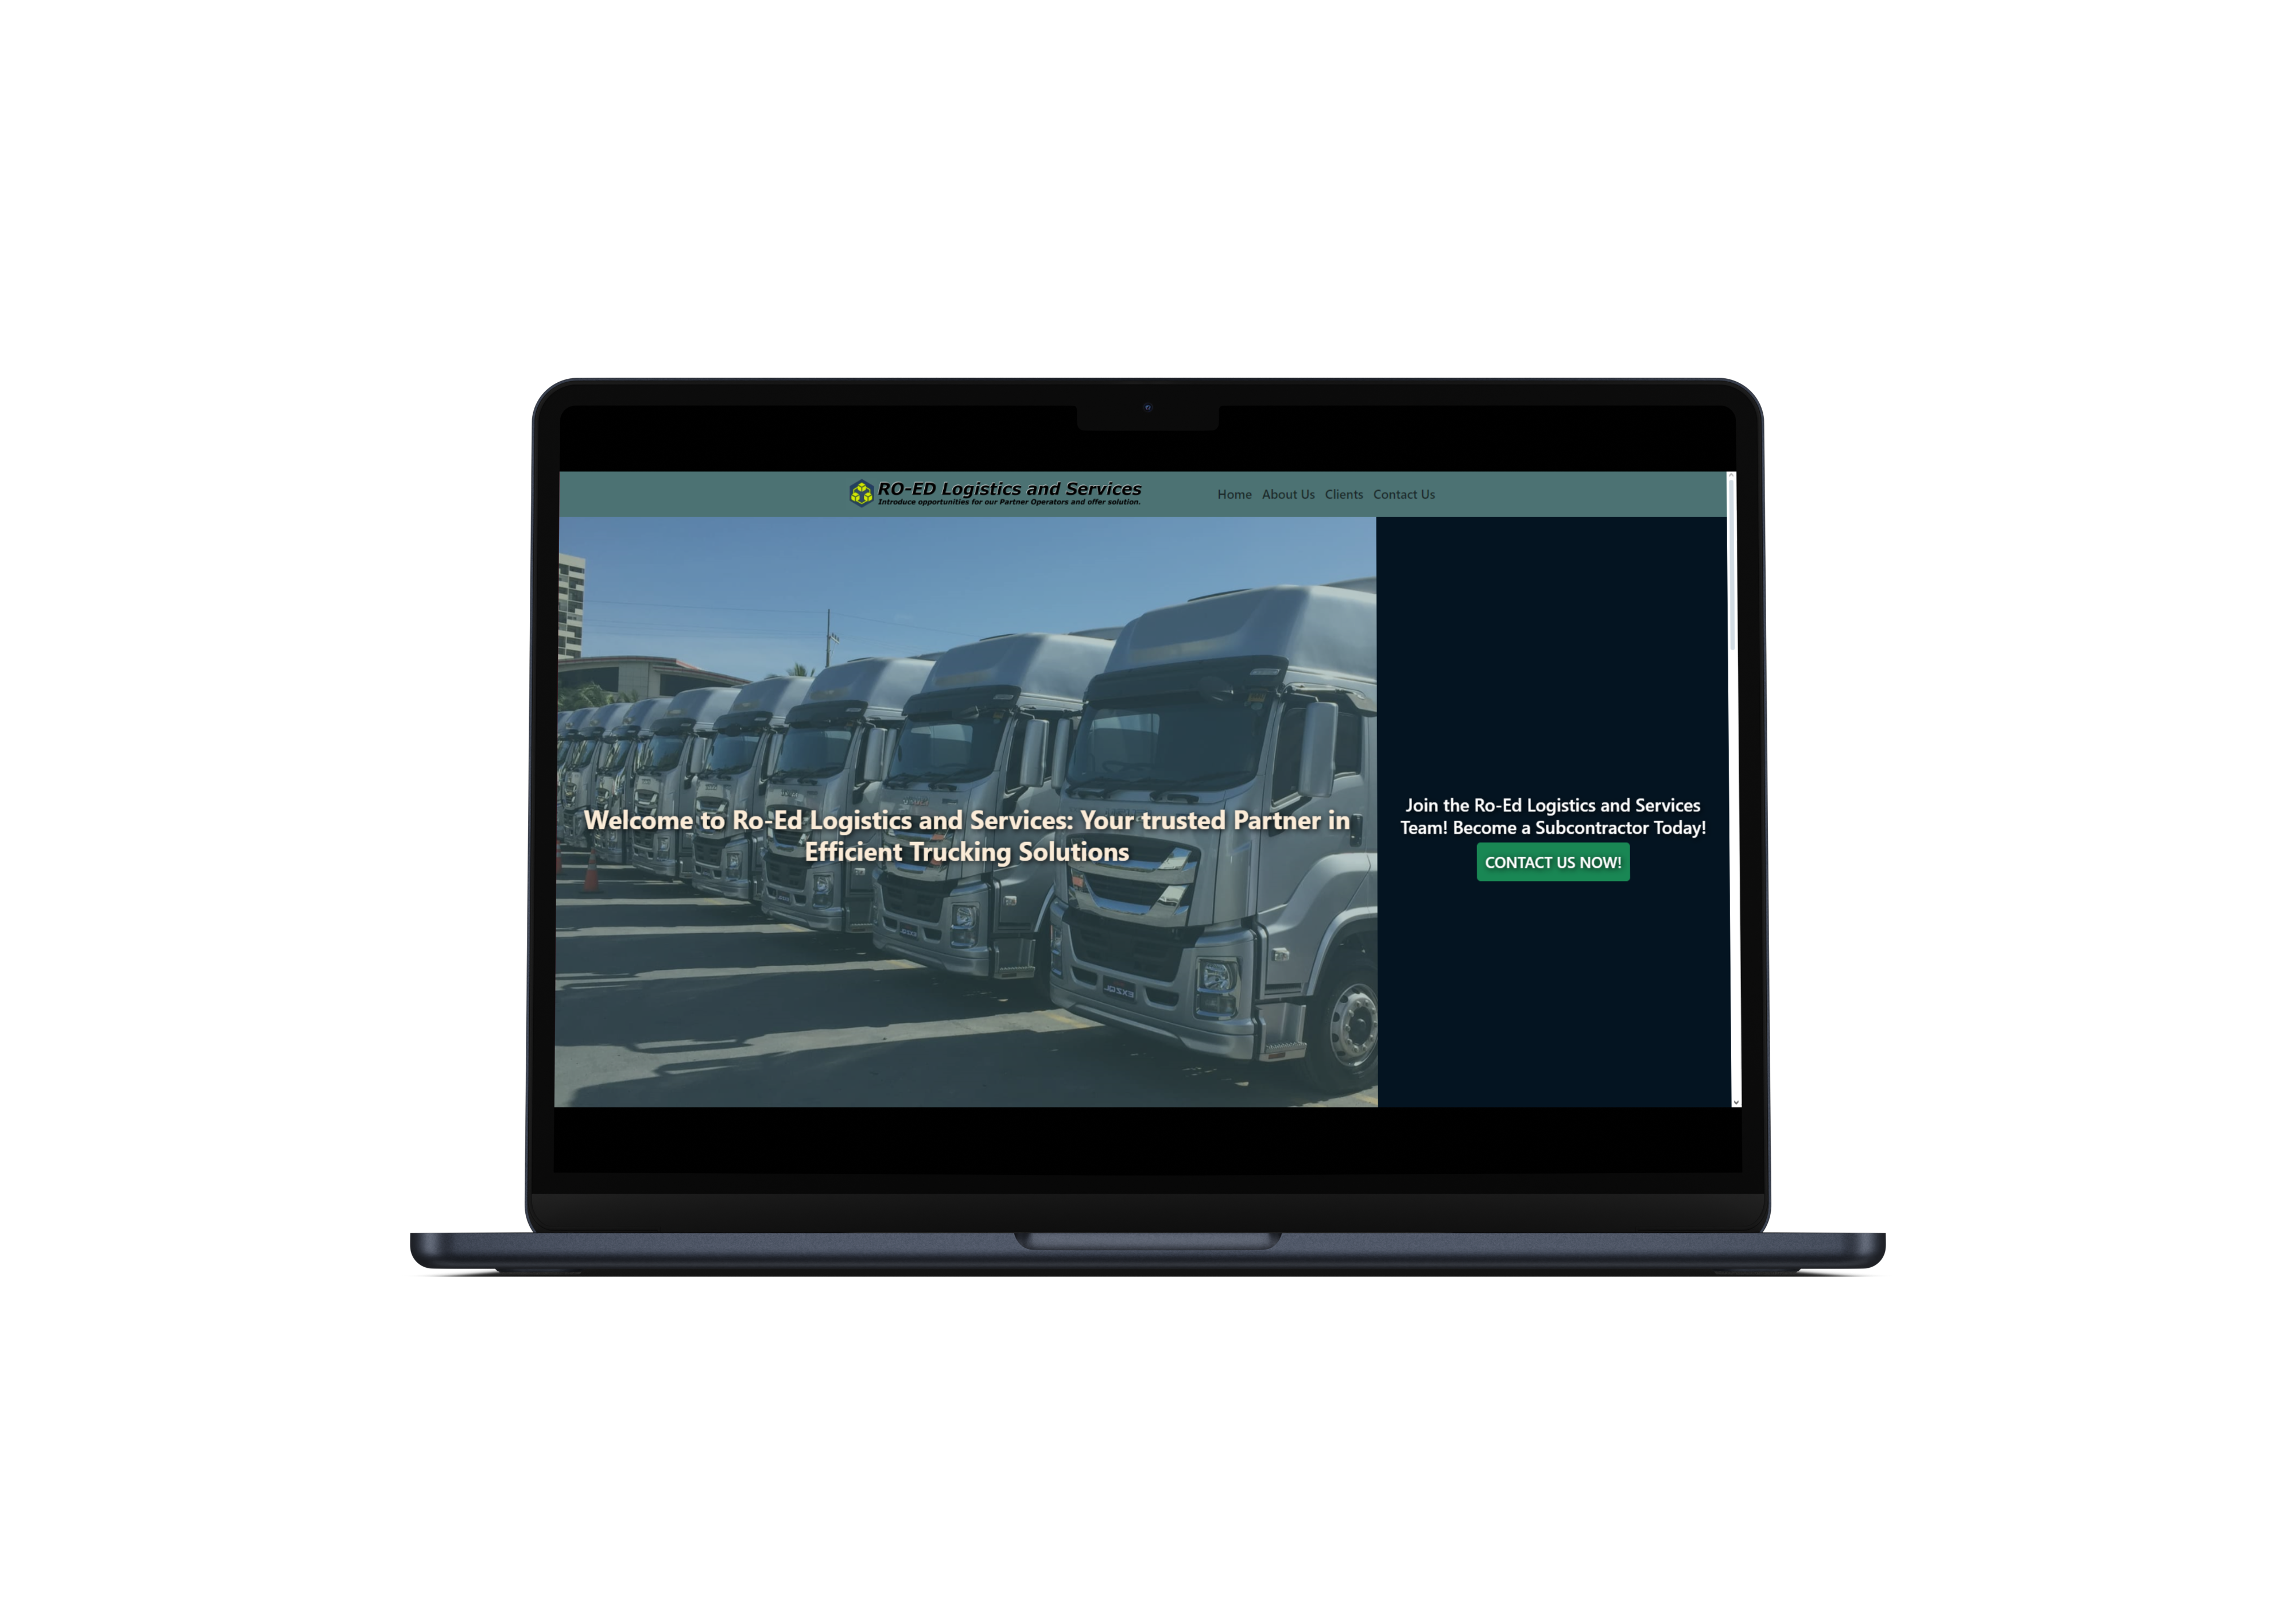 RO-ED Logistics and Services
Introduce opportunities for our Partner Operators and offer solution.
Home About Us Clients Contact Us
Welcome to Ro-Ed Logistics and Services: Your trusted Partner in
Efficient Trucking Solutions
Join the Ro-Ed Logistics and Services
Team! Become a Subcontractor Today!
CONTACT US NOW!